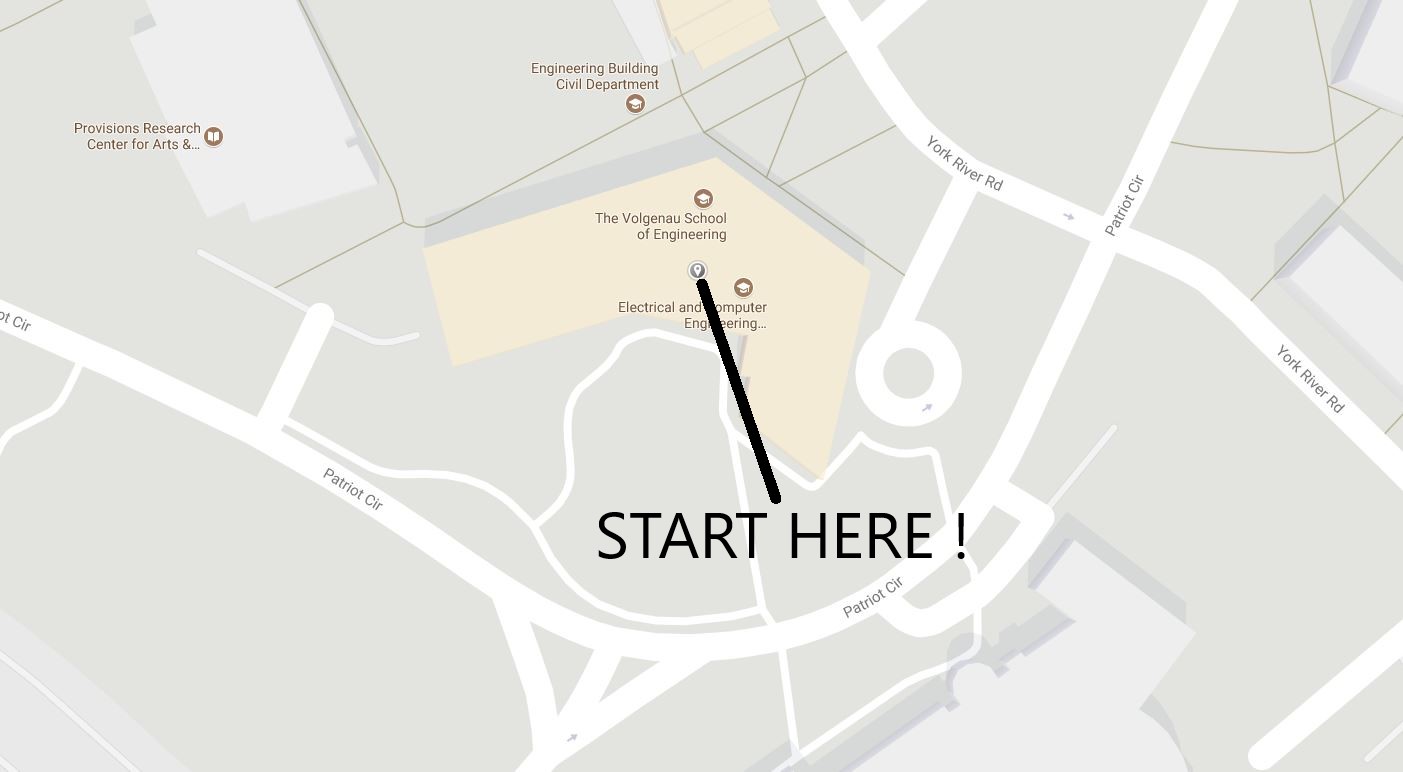 Engineering Building
Civil Department
Provisions Research
Center for Arts &...
York River Rd
Patriot Cir
The Volgenau School
of Engineering
Electrical and Computer
Engineering...
ot Cir
York River Rd
Patriot Cir
START HERE !
Patriot Cir